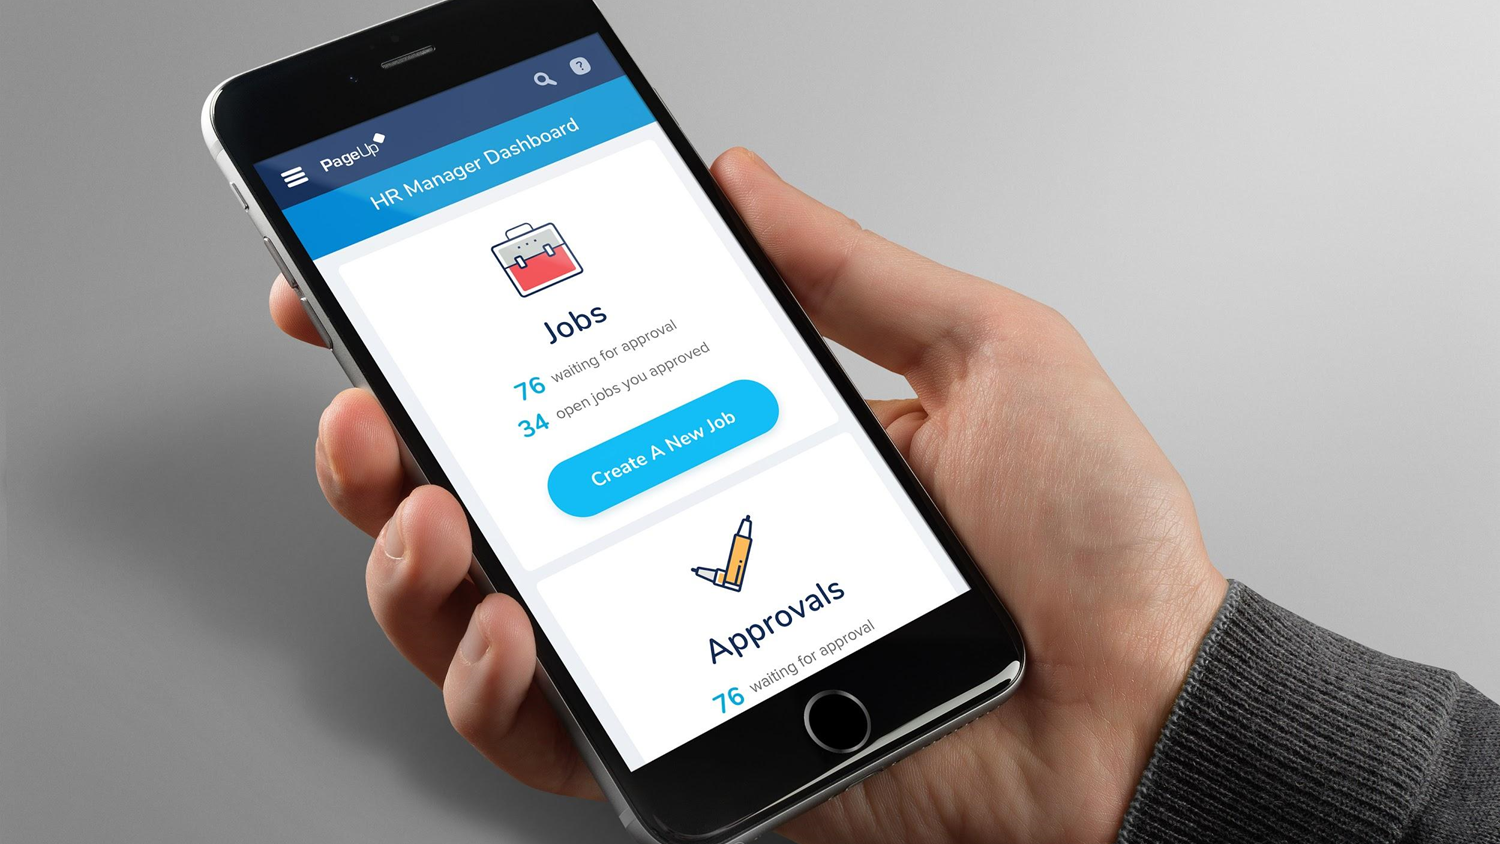 PageUp
?
HR Manager Dashboard
Jobs
76 waiting for approval
34 open jobs you approved
Create A New Job
Approvals
76 waiting for approval